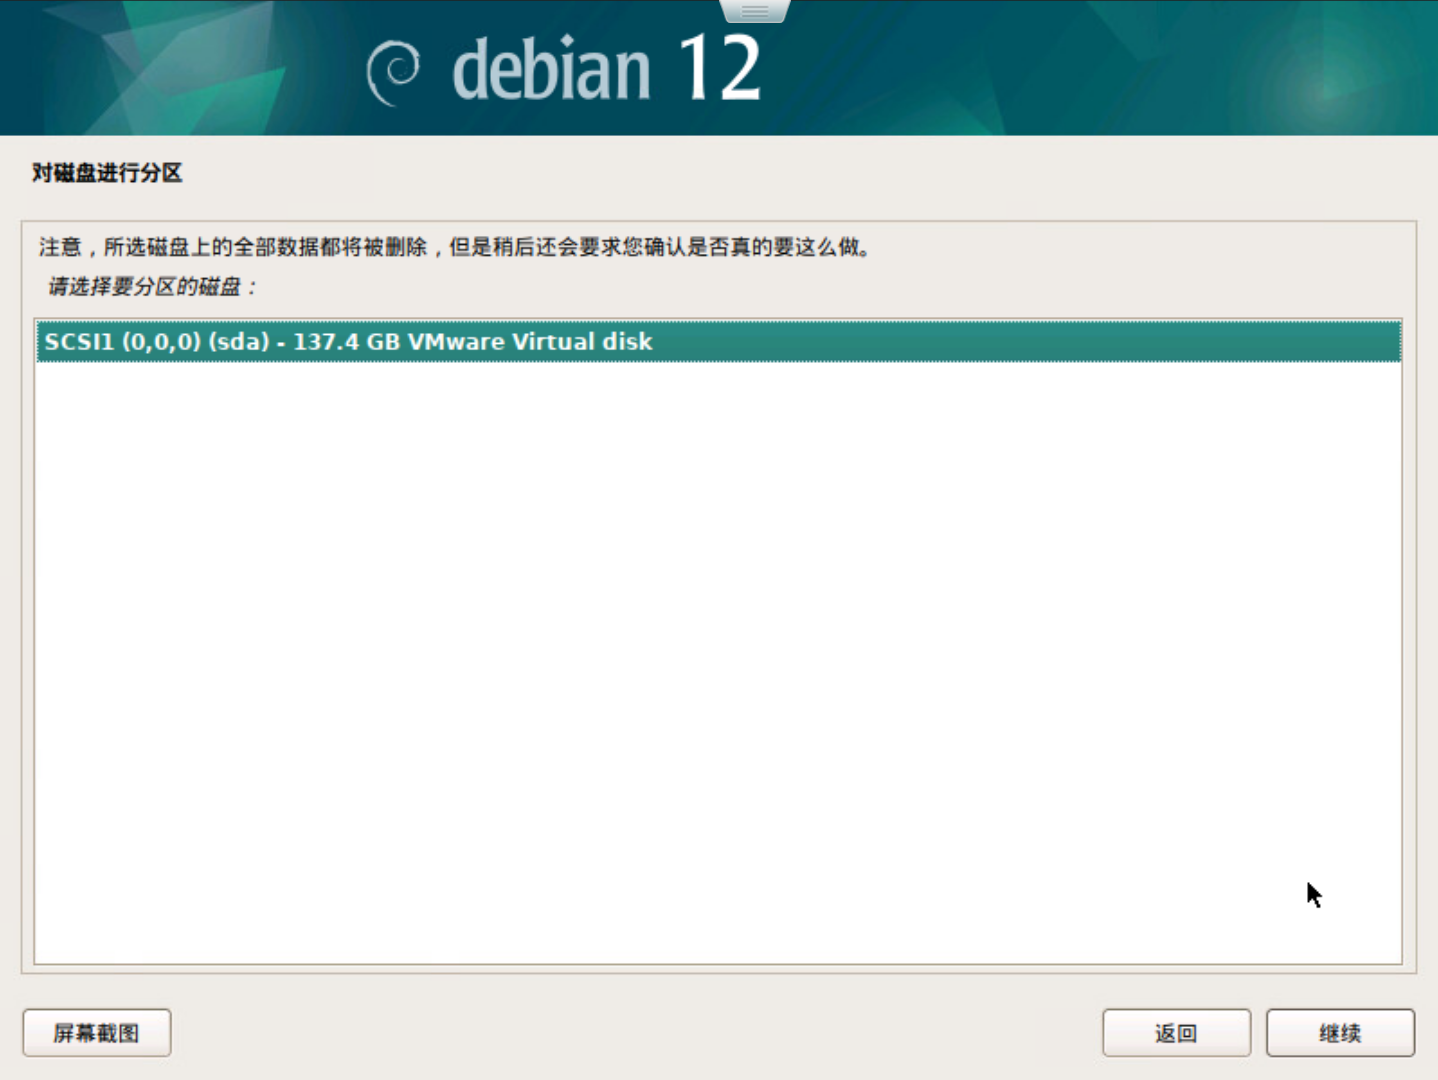 debian 12
对磁盘进行分区
注意，所选磁盘上的全部数据都将被删除，但是稍后还会要求您确认是否真的要这么做。
请选择要分区的磁盘：
SCSI1 (0,0,0) (sda) - 137.4 GB VMware Virtual disk
屏幕截图
返回
继续